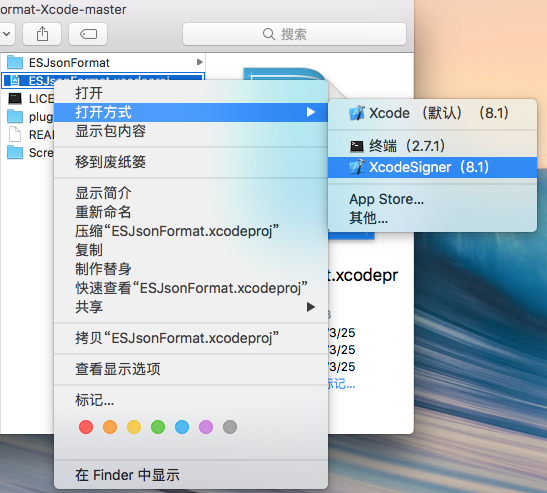 ormat-Xcode-master
搜索
ESJsonFormat
ESJsonFormat.xcodeproj
LICE
plug
READ
Scre
打开
打开方式
显示包内容
移到废纸篓
显示简介
重新命名
压缩“ESJsonFormat.xcodeproj”
复制
制作替身
快速查看“ESJsonFormat.xcodeproj”
共享
拷贝“ESJsonFormat.xcodeproj”
查看显示选项
标记...
在 Finder 中显示
Xcode （默认）（8.1）
终端（2.7.1）
XcodeSigner（8.1）
App Store...
其他...
t.xcodepr
/3/25
/3/25
/3/25
标记...